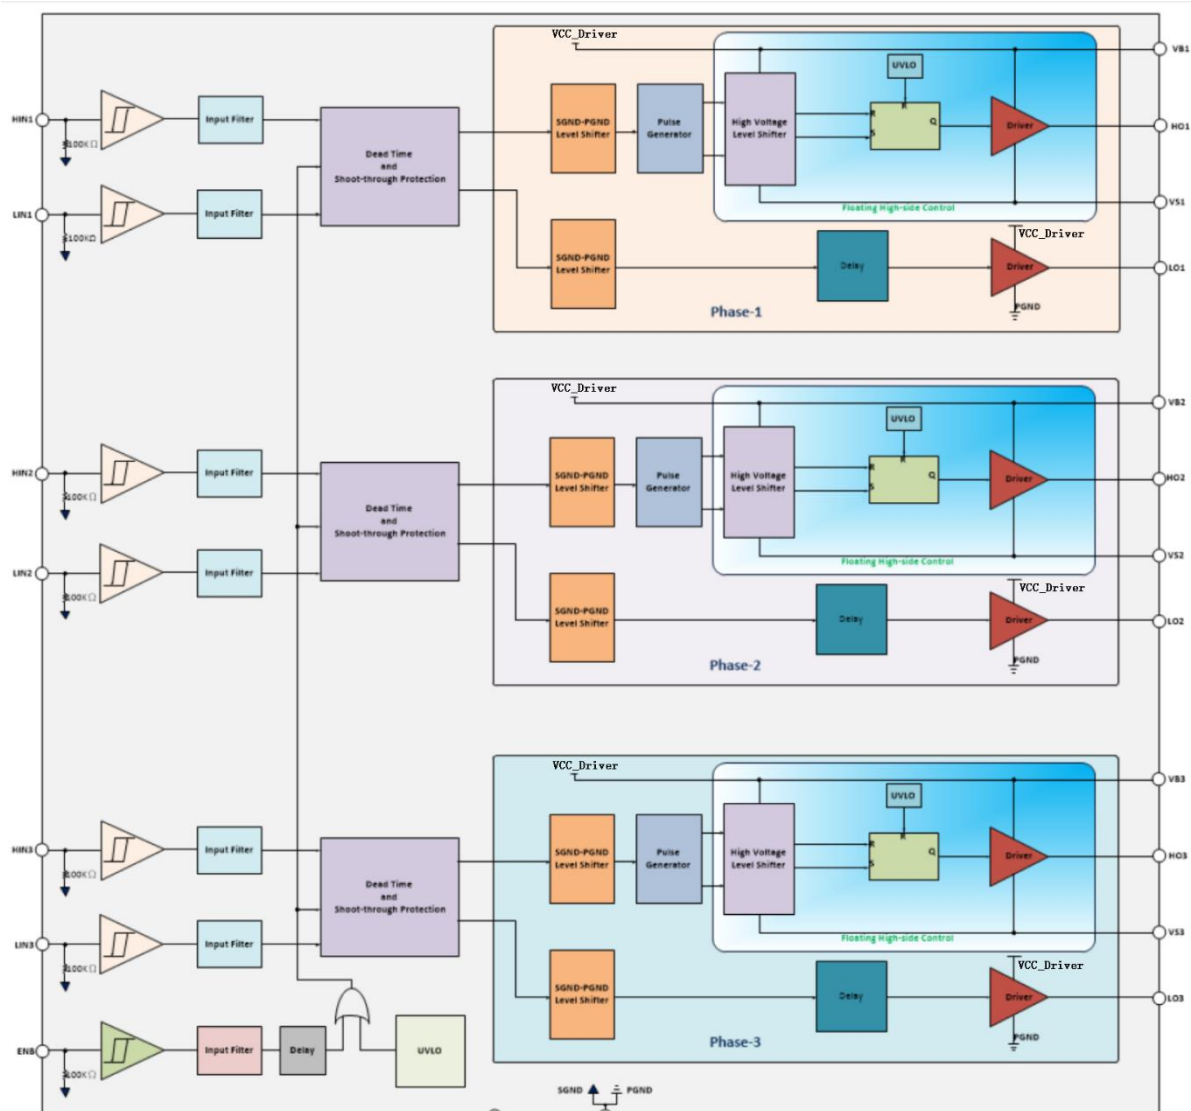 VCC_Driver
VB1
UVLO
HIN1
Input Filter
SGND-PGND
Level Shifter
Pulse
Generator
High Voltage
Level Shifter
R
R
S
Q
Driver
HO1
100KΩ
Dead Time
and
Shoot-through Protection
LIN1
Input Filter
Floating High-side Control
VS1
100KΩ
VCC_Driver
SGND-PGND
Level Shifter
Delay
Driver
LO1
Phase-1
PGND
VCC_Driver
VB2
UVLO
HIN2
Input Filter
SGND-PGND
Level Shifter
Pulse
Generator
High Voltage
Level Shifter
R
R
S
Q
Driver
HO2
100KΩ
Dead Time
and
Shoot-through Protection
LIN2
Input Filter
Floating High-side Control
VS2
100KΩ
VCC_Driver
SGND-PGND
Level Shifter
Delay
Driver
LO2
Phase-2
PGND
VCC_Driver
VB3
UVLO
HIN3
Input Filter
SGND-PGND
Level Shifter
Pulse
Generator
High Voltage
Level Shifter
R
R
S
Q
Driver
HO3
100KΩ
Dead Time
and
Shoot-through Protection
LIN3
Input Filter
Floating High-side Control
VS3
100KΩ
VCC_Driver
SGND-PGND
Level Shifter
Delay
Driver
LO3
Phase-3
PGND
ENB
Input Filter
Delay
UVLO
100KΩ
SGND
PGND